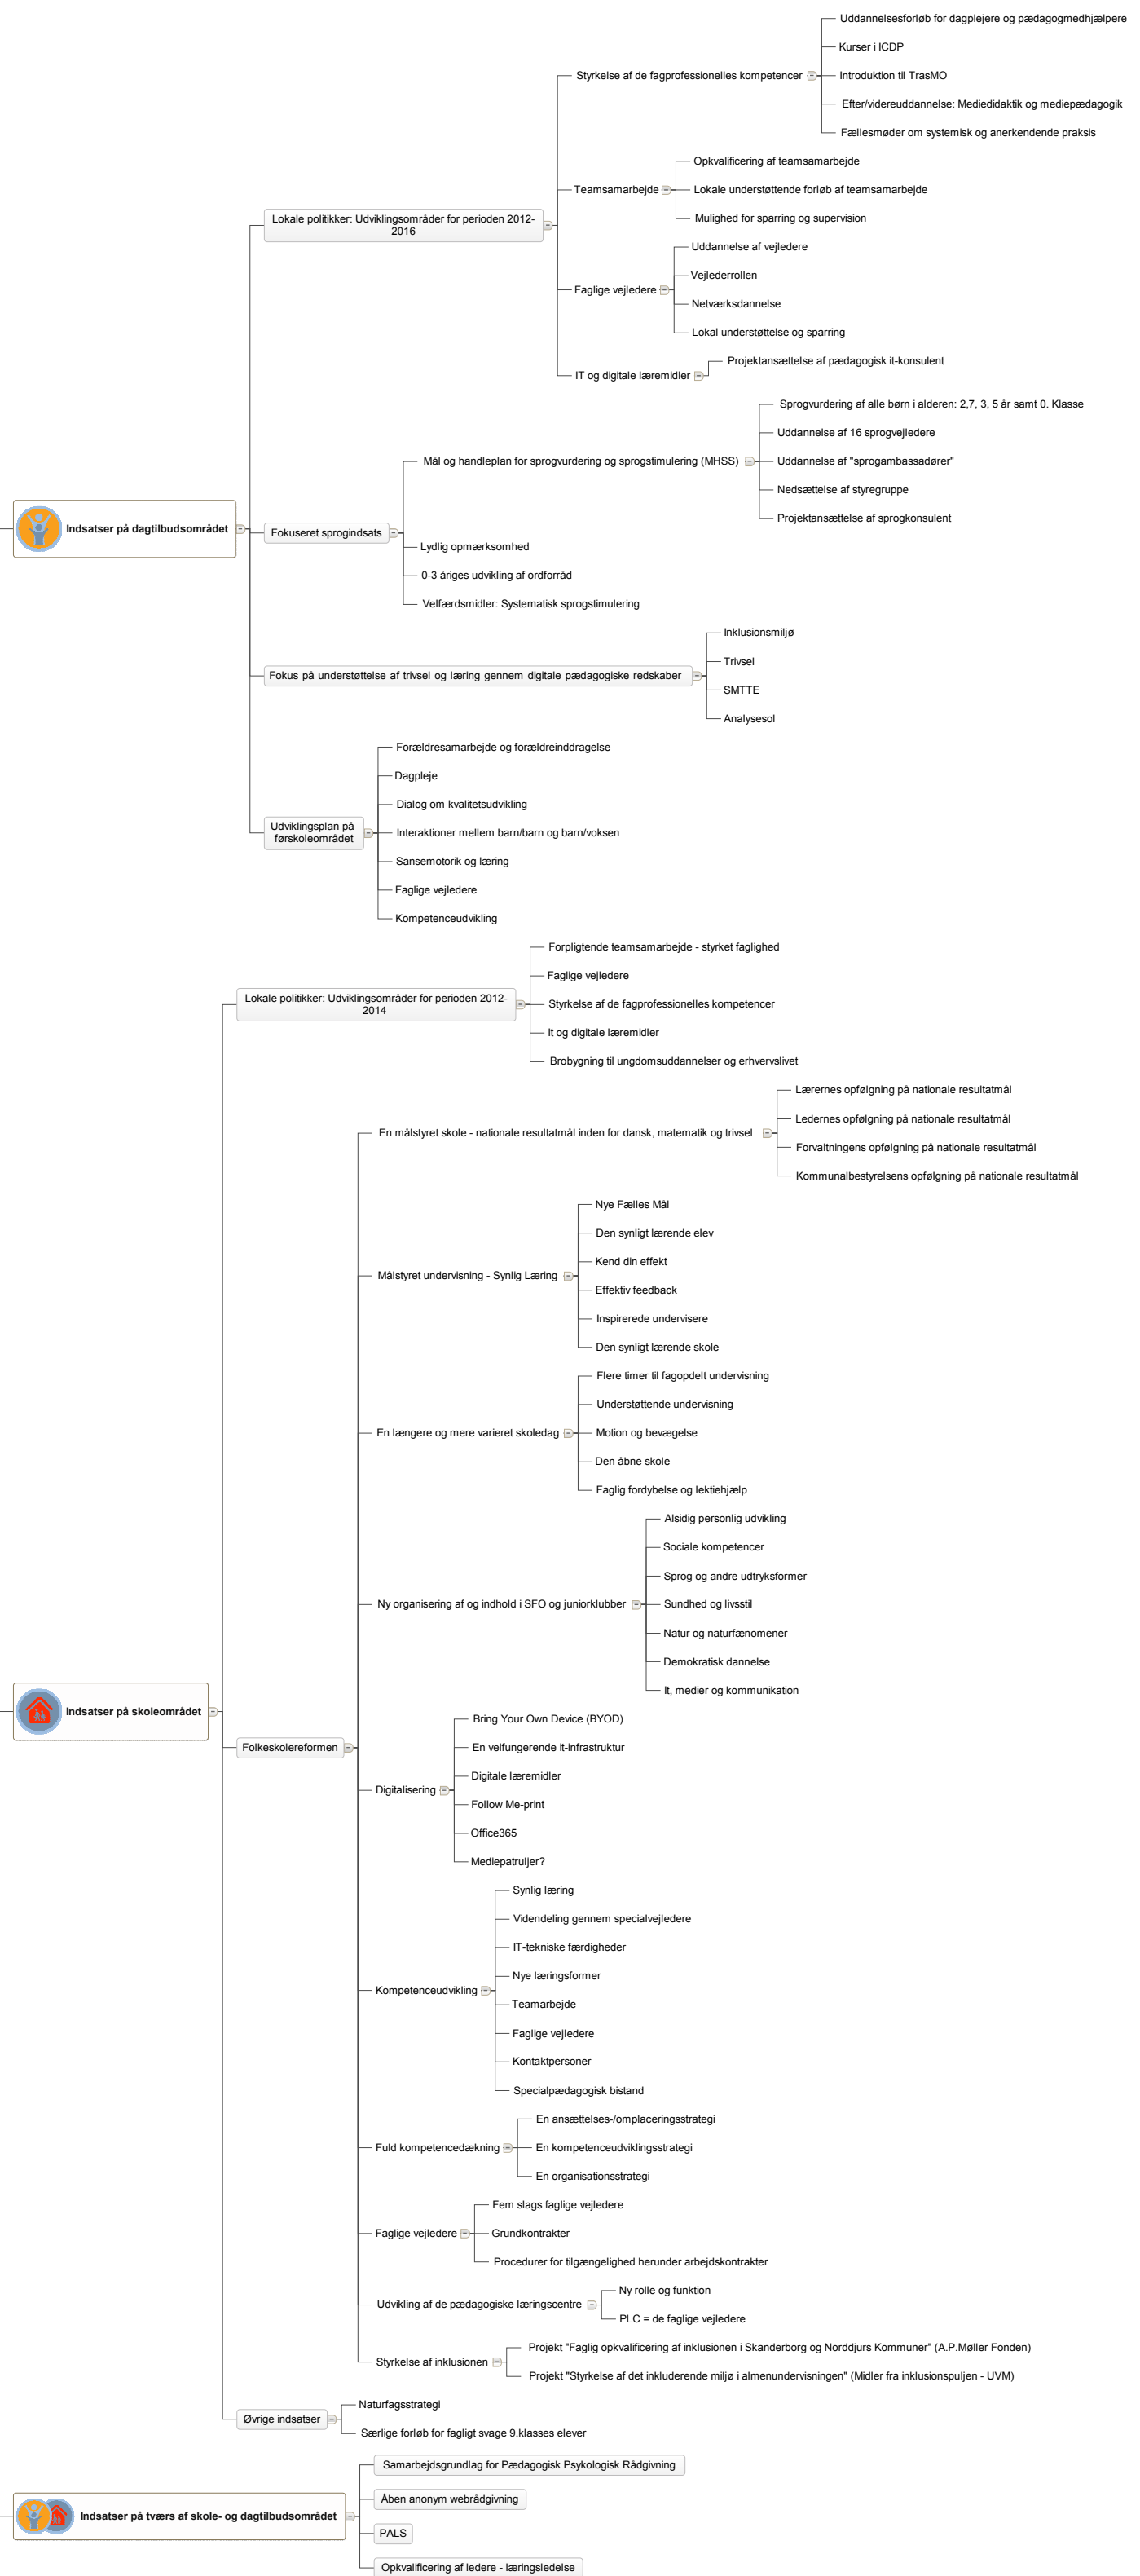 Indsatser på dagtilbudsområdet
Lokale politikker: Udviklingsområder for perioden 2012-
2016
Styrkelse af de fagprofessionelles kompetencer
Uddannelsesforløb for dagplejere og pædagogmedhjælpere
Kurser i ICDP
Introduktion til TrasMO
Efter/videreuddannelse: Mediedidaktik og mediepædagogik
Fællesmøder om systemisk og anerkendende praksis
Teamsamarbejde
Opkvalificering af teamsamarbejde
Lokale understøttende forløb af teamsamarbejde
Mulighed for sparring og supervision
Faglige vejledere
Uddannelse af vejledere
Vejlederrollen
Netværksdannelse
Lokal understøttelse og sparring
IT og digitale læremidler
Projektansættelse af pædagogisk it-konsulent
Fokuseret sprogindsats
Mål og handleplan for sprogvurdering og sprogstimulering (MHSS)
Sprogvurdering af alle børn i alderen: 2,7, 3, 5 år samt 0. Klasse
Uddannelse af 16 sprogvejledere
Uddannelse af "sprogambassadører"
Nedsættelse af styregruppe
Projektansættelse af sprogkonsulent
Lydlig opmærksomhed
0-3 åriges udvikling af ordforråd
Velfærdsmidler: Systematisk sprogstimulering
Fokus på understøttelse af trivsel og læring gennem digitale pædagogiske redskaber
Inklusionsmiljø
Trivsel
SMTTE
Analysesol
Udviklingsplan på
førskoleområdet
Forældresamarbejde og forældreinddragelse
Dagpleje
Dialog om kvalitetsudvikling
Interaktioner mellem barn/barn og barn/voksen
Sansemotorik og læring
Faglige vejledere
Kompetenceudvikling
Indsatser på skoleområdet
Lokale politikker: Udviklingsområder for perioden 2012-
2014
Forpligtende teamsamarbejde - styrket faglighed
Faglige vejledere
Styrkelse af de fagprofessionelles kompetencer
It og digitale læremidler
Brobygning til ungdomsuddannelser og erhvervslivet
Folkeskolereformen
En målstyret skole - nationale resultatmål inden for dansk, matematik og trivsel
Lærernes opfølgning på nationale resultatmål
Ledernes opfølgning på nationale resultatmål
Forvaltningens opfølgning på nationale resultatmål
Kommunalbestyrelsens opfølgning på nationale resultatmål
Målstyret undervisning - Synlig Læring
Nye Fælles Mål
Den synligt lærende elev
Kend din effekt
Effektiv feedback
Inspirerede undervisere
Den synligt lærende skole
En længere og mere varieret skoledag
Flere timer til fagopdelt undervisning
Understøttende undervisning
Motion og bevægelse
Den åbne skole
Faglig fordybelse og lektiehjælp
Ny organisering af og indhold i SFO og juniorklubber
Alsidig personlig udvikling
Sociale kompetencer
Sprog og andre udtryksformer
Sundhed og livsstil
Natur og naturfænomener
Demokratisk dannelse
It, medier og kommunikation
Digitalisering
Bring Your Own Device (BYOD)
En velfungerende it-infrastruktur
Digitale læremidler
Follow Me-print
Office365
Mediepatruljer?
Kompetenceudvikling
Synlig læring
Videndeling gennem specialvejledere
IT-tekniske færdigheder
Nye læringsformer
Teamarbejde
Faglige vejledere
Kontaktpersoner
Specialpædagogisk bistand
Fuld kompetencedækning
En ansættelses-/omplaceringsstrategi
En kompetenceudviklingsstrategi
En organisationsstrategi
Faglige vejledere
Fem slags faglige vejledere
Grundkontrakter
Procedurer for tilgængelighed herunder arbejdskontrakter
Udvikling af de pædagogiske læringscentre
Ny rolle og funktion
PLC = de faglige vejledere
Styrkelse af inklusionen
Projekt "Faglig opkvalificering af inklusionen i Skanderborg og Norddjurs Kommuner" (A.P.Møller Fonden)
Projekt "Styrkelse af det inkluderende miljø i almenundervisningen" (Midler fra inklusionspuljen - UVM)
Øvrige indsatser
Naturfagsstrategi
Særlige forløb for fagligt svage 9.klasses elever
Indsatser på tværs af skole- og dagtilbudsområdet
Samarbejdsgrundlag for Pædagogisk Psykologisk Rådgivning
Åben anonym webrådgivning
PALS
Opkvalificering af ledere - læringsledelse